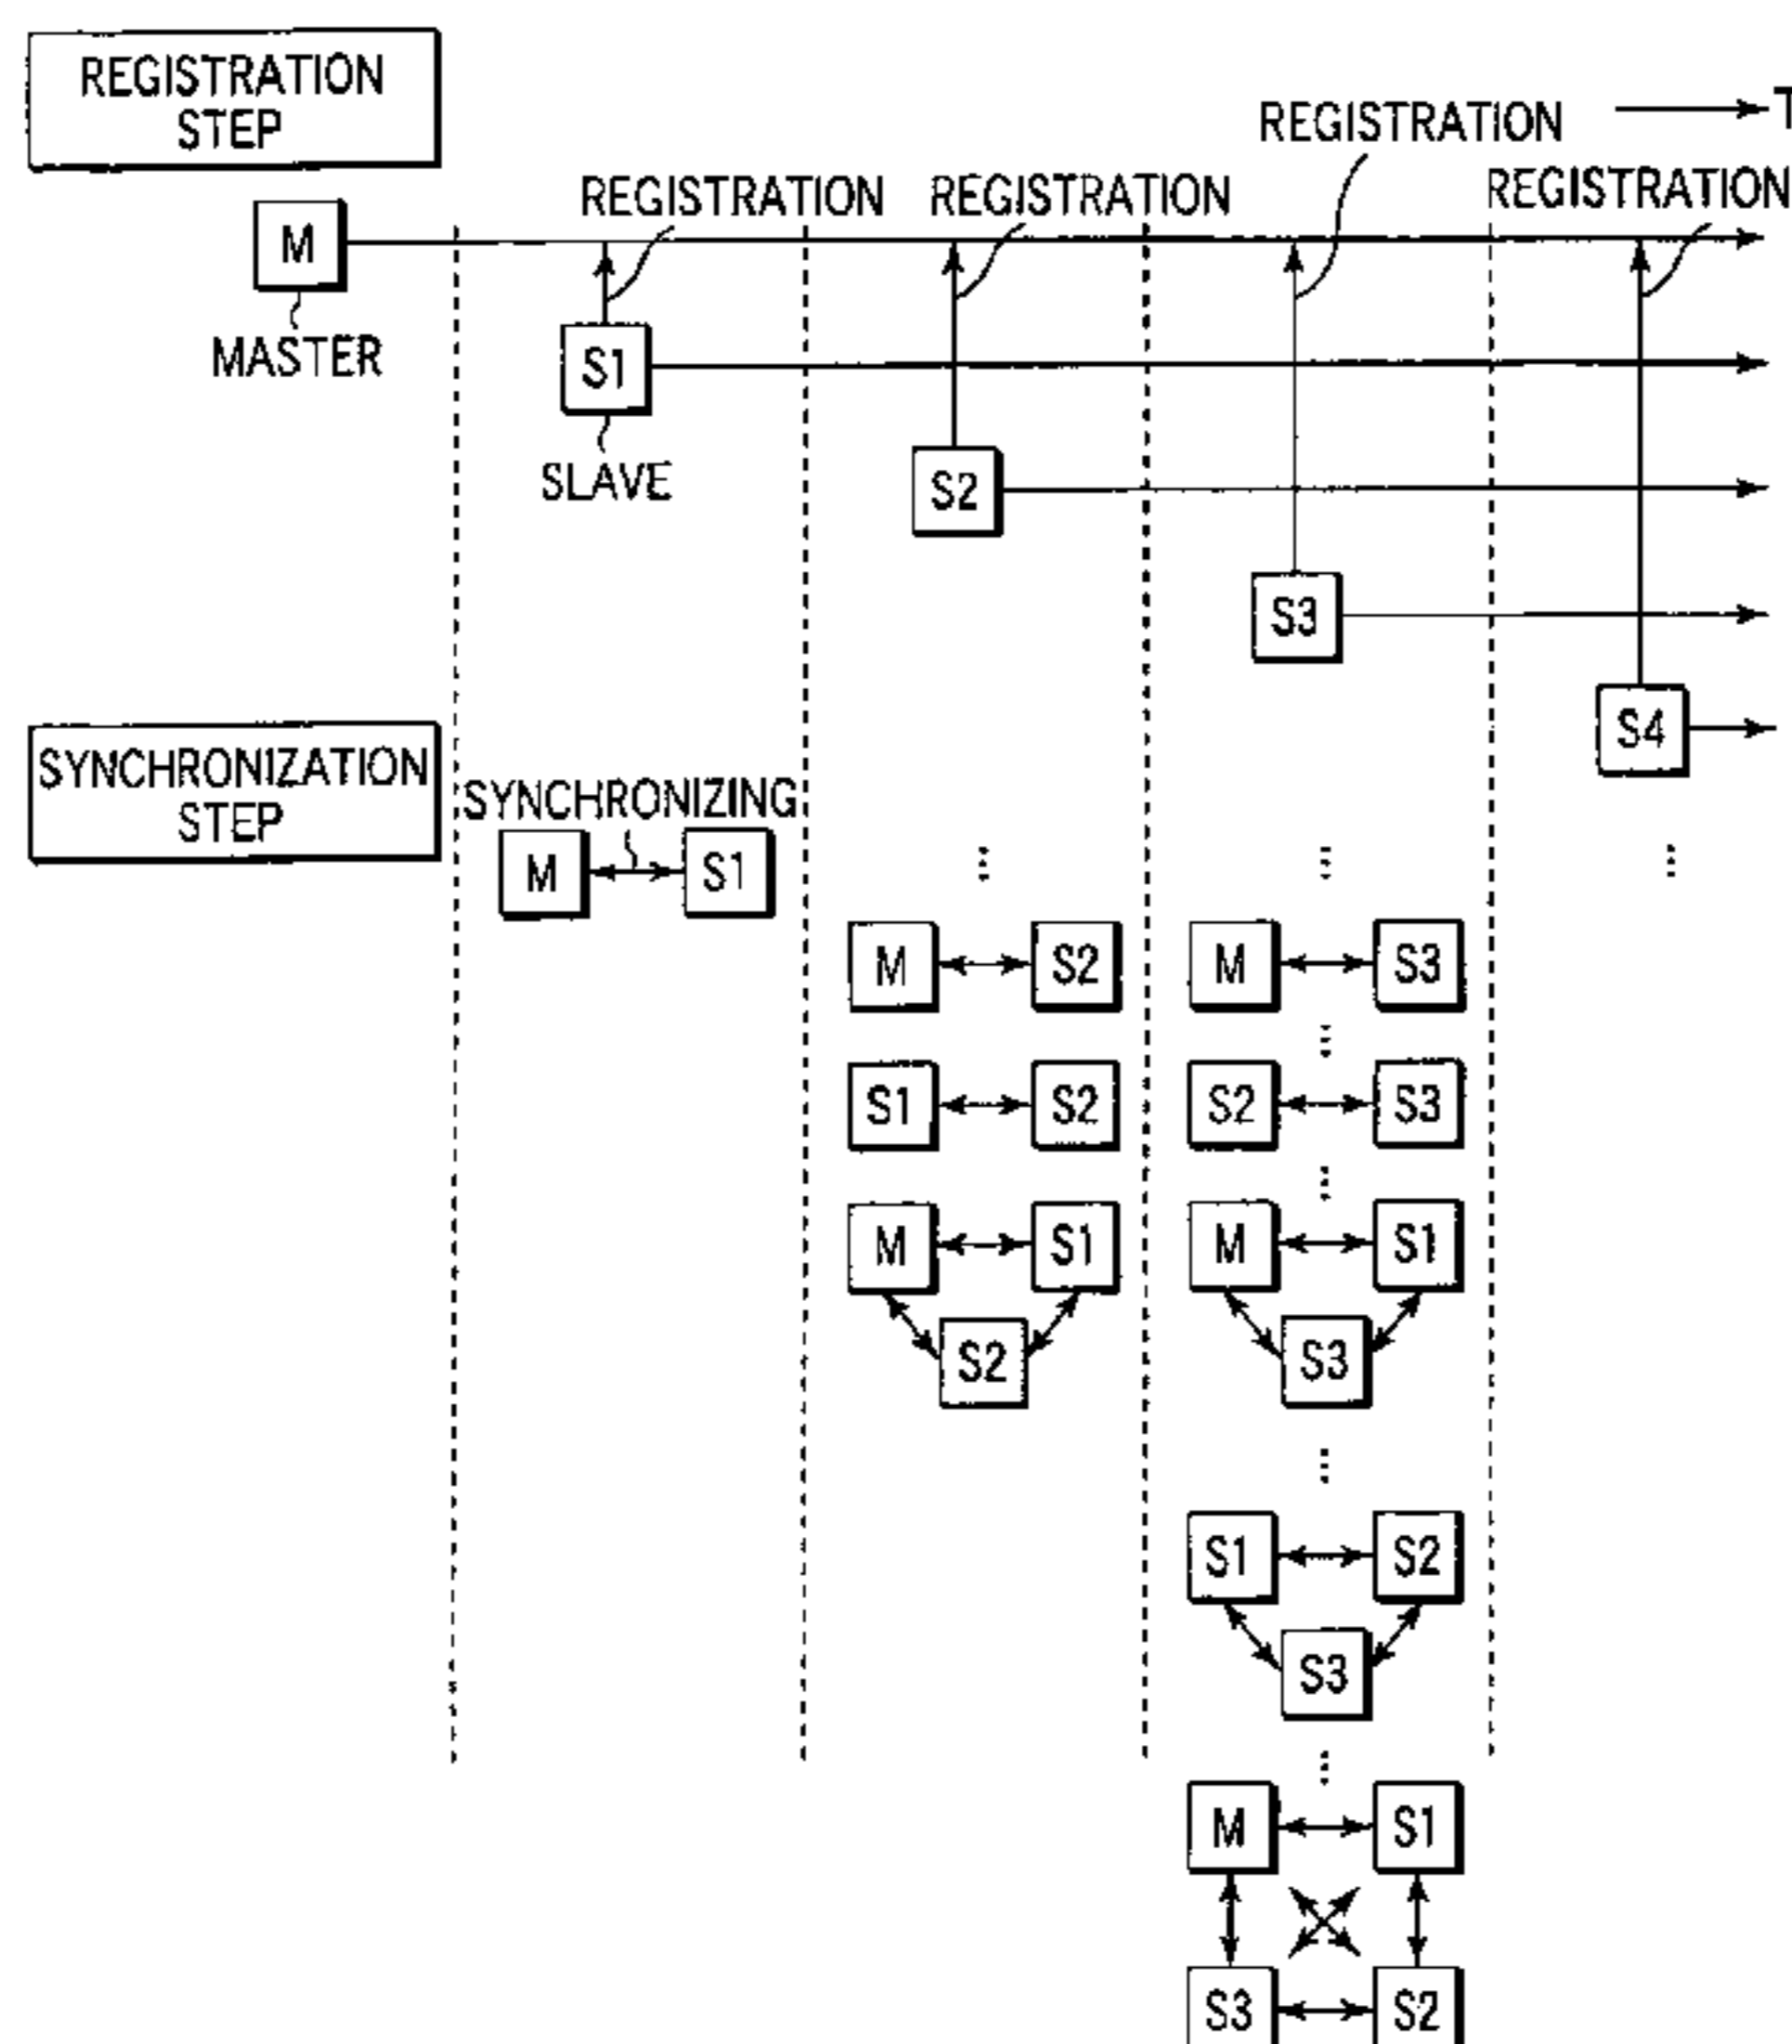 REGISTRATION
STEP
REGISTRATION
T
REGISTRATION
REGISTRATION
REGISTRATION
M
MASTER
S1
SLAVE
S2
S3
S4
SYNCHRONIZATION
STEP
SYNCHRONIZING
M S1
M S2
M S3
S1 S2
S2 S3
M S1
M S1
S2
S3
S1 S2
S3
M S1
S3 S2